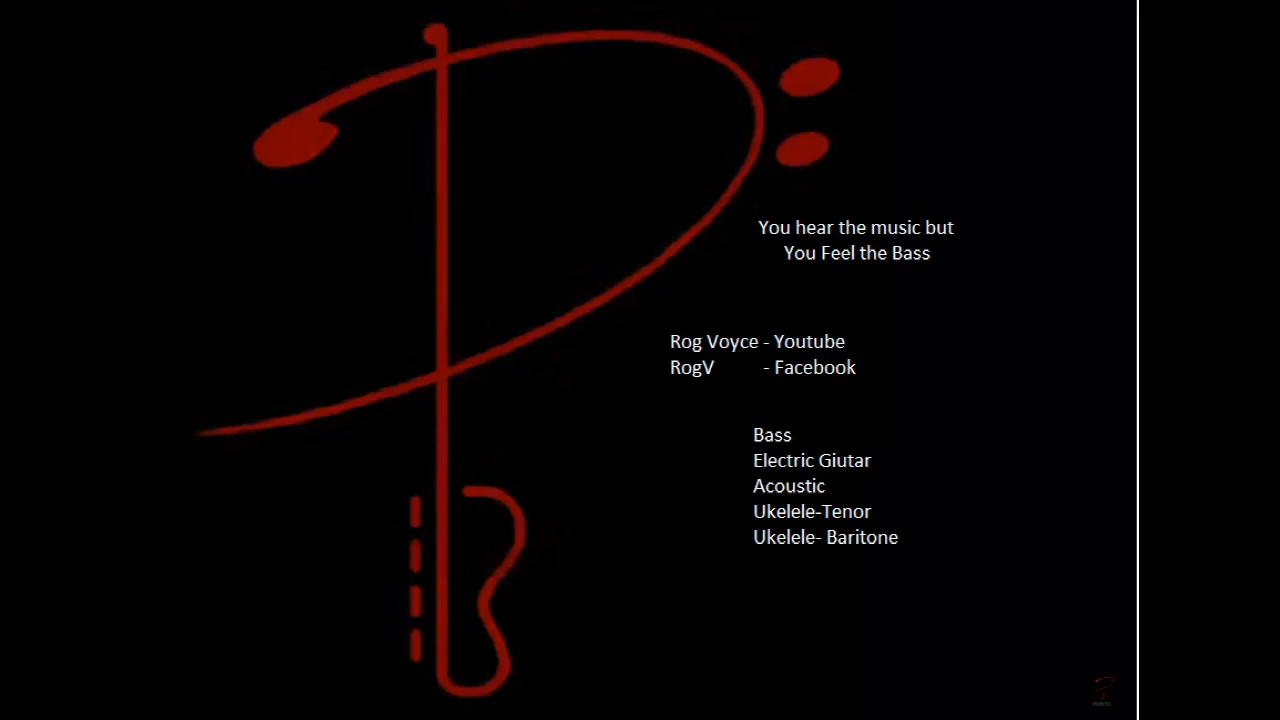 You hear the music but
You Feel the Bass
Rog Voyce - Youtube
RogV - Facebook
Bass
Electric Giutar
Acoustic
Ukelele-Tenor
Ukelele- Baritone